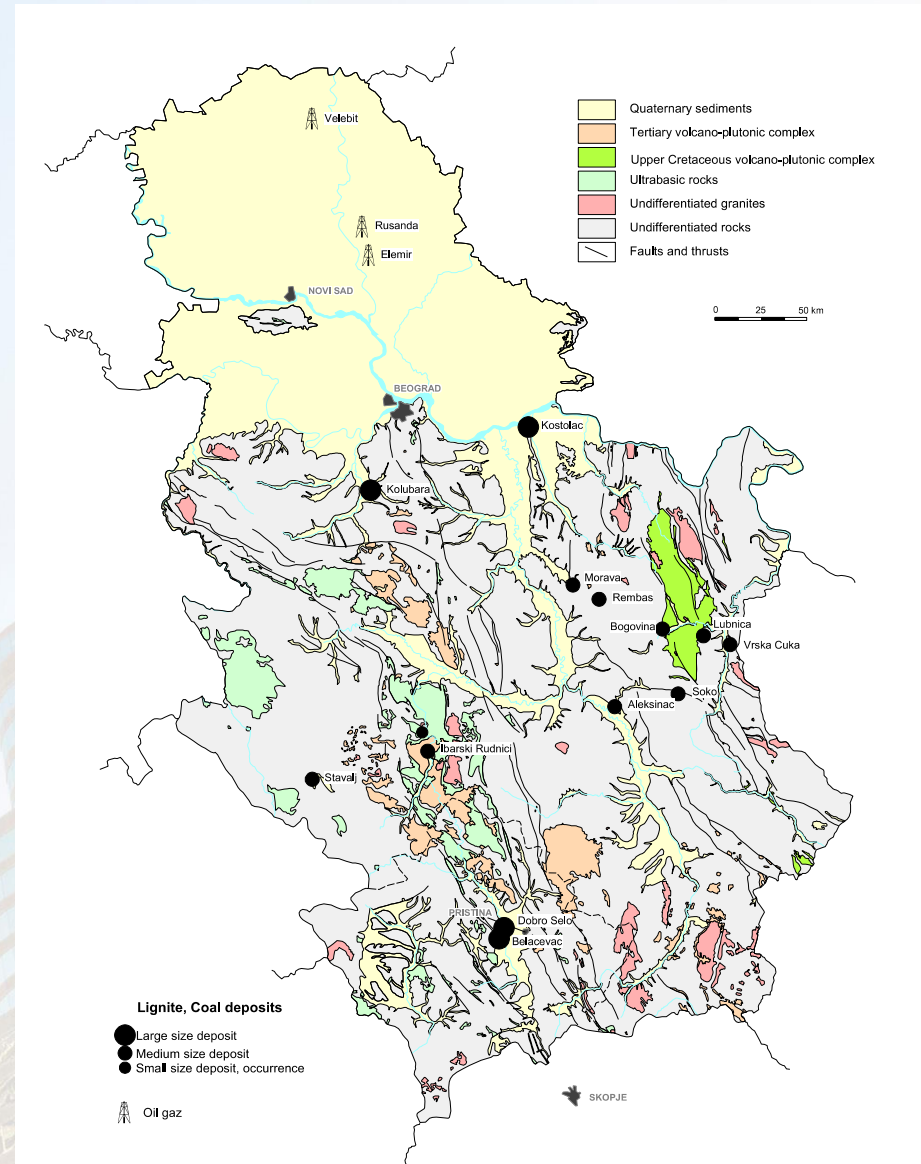 Velebit
Quaternary sediments
Tertiary volcano-plutonic complex
Upper Cretaceous volcano-plutonic complex
Ultrabasic rocks
Undifferentiated granites
Undifferentiated rocks
Faults and thrusts
Rusanda
Elemir
NOVI SAD
0 25 50 km
BEOGRAD
Kostolac
Kolubara
Morava
Rembas
Bogovina
Lubnica
Vrska Cuka
Soko
Aleksinac
Ibarski Rudnici
Stavalj
PRISTINA
Dobro Selo
Belacevac
Lignite, Coal deposits
Large size deposit
Medium size deposit
Small size deposit, occurrence
Oil gaz
SKOPJE